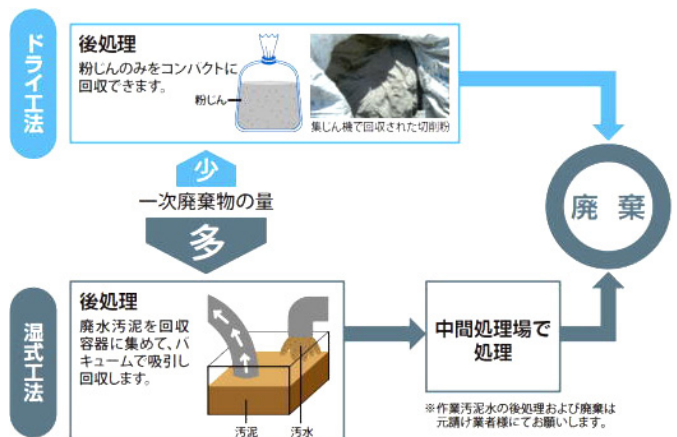 ドライ工法
後処理
粉じんのみをコンパクトに
回収できます。
粉じん
集じん機で回収された切削粉
少
一次廃棄物の量
多
廃棄
湿式工法
後処理
廃水汚泥を回収
容器に集めて、バ
キュームで吸引し
回収します。
汚泥
汚水
中間処理場で
処理
※作業汚泥水の後処理および廃棄は
元請け業者様にてお願いします。